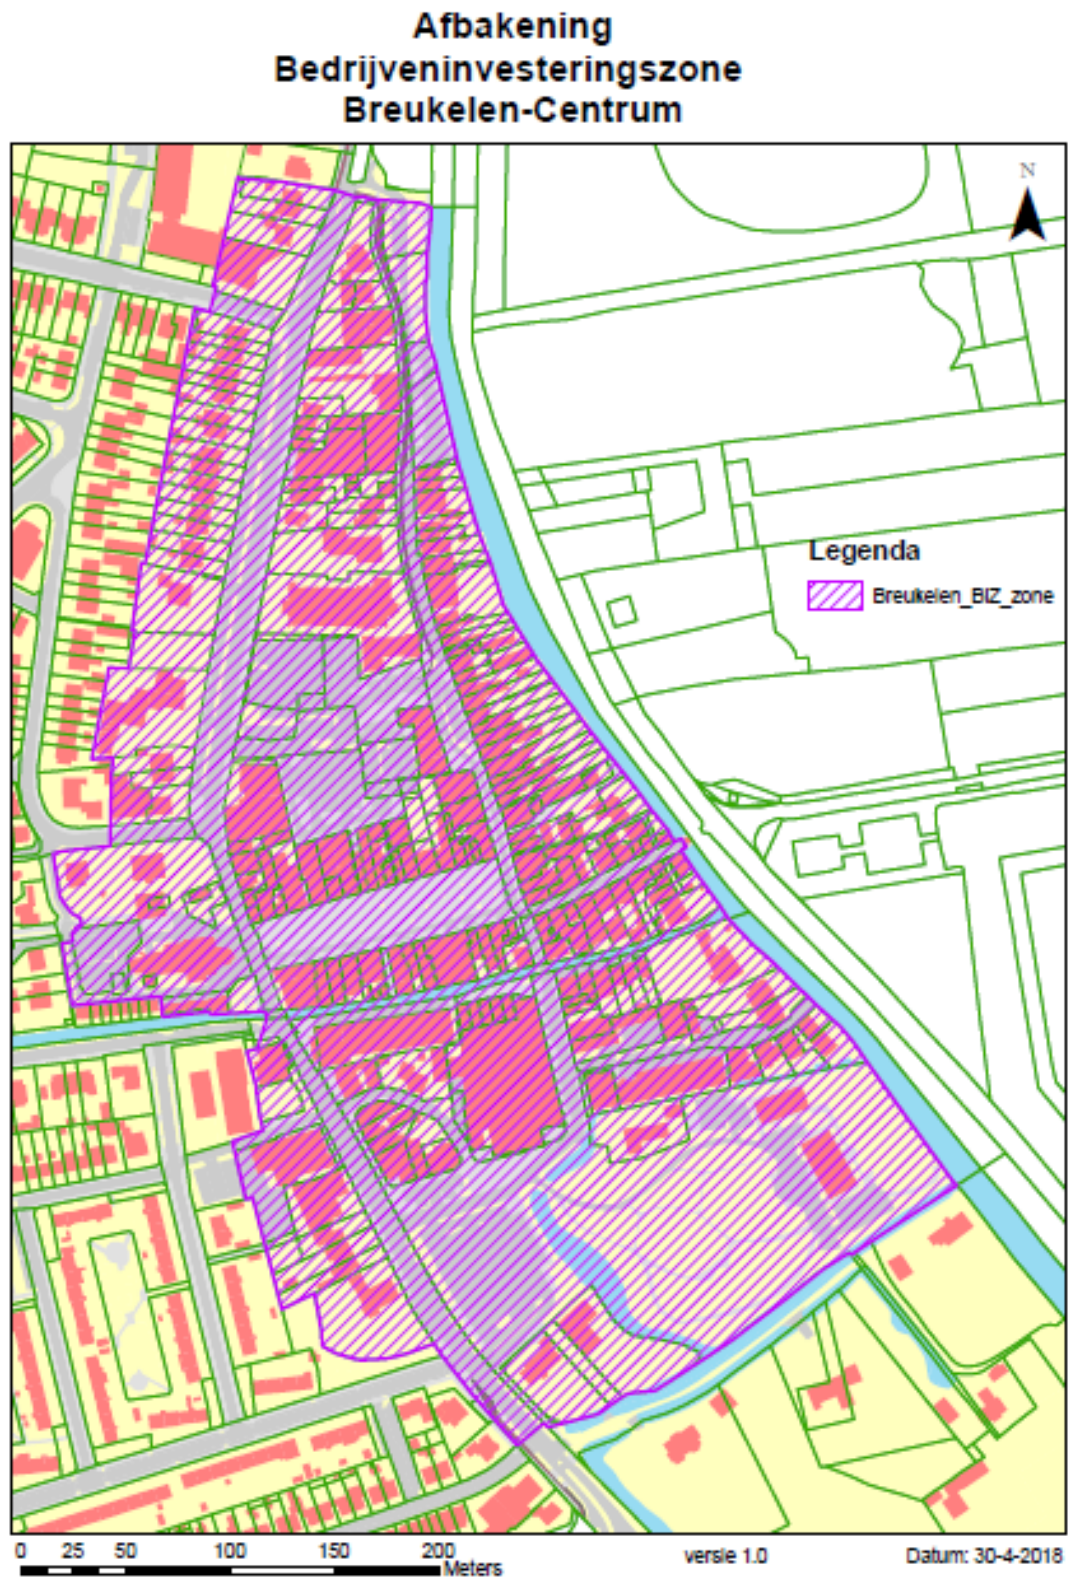 Afbakening
Bedrijveninvesteringszone
Breukelen-Centrum
N
Legenda
Breukelen_BIZ_zone
0 25 50 100 150 200
Meters
versie 1.0
Datum: 30-4-2018